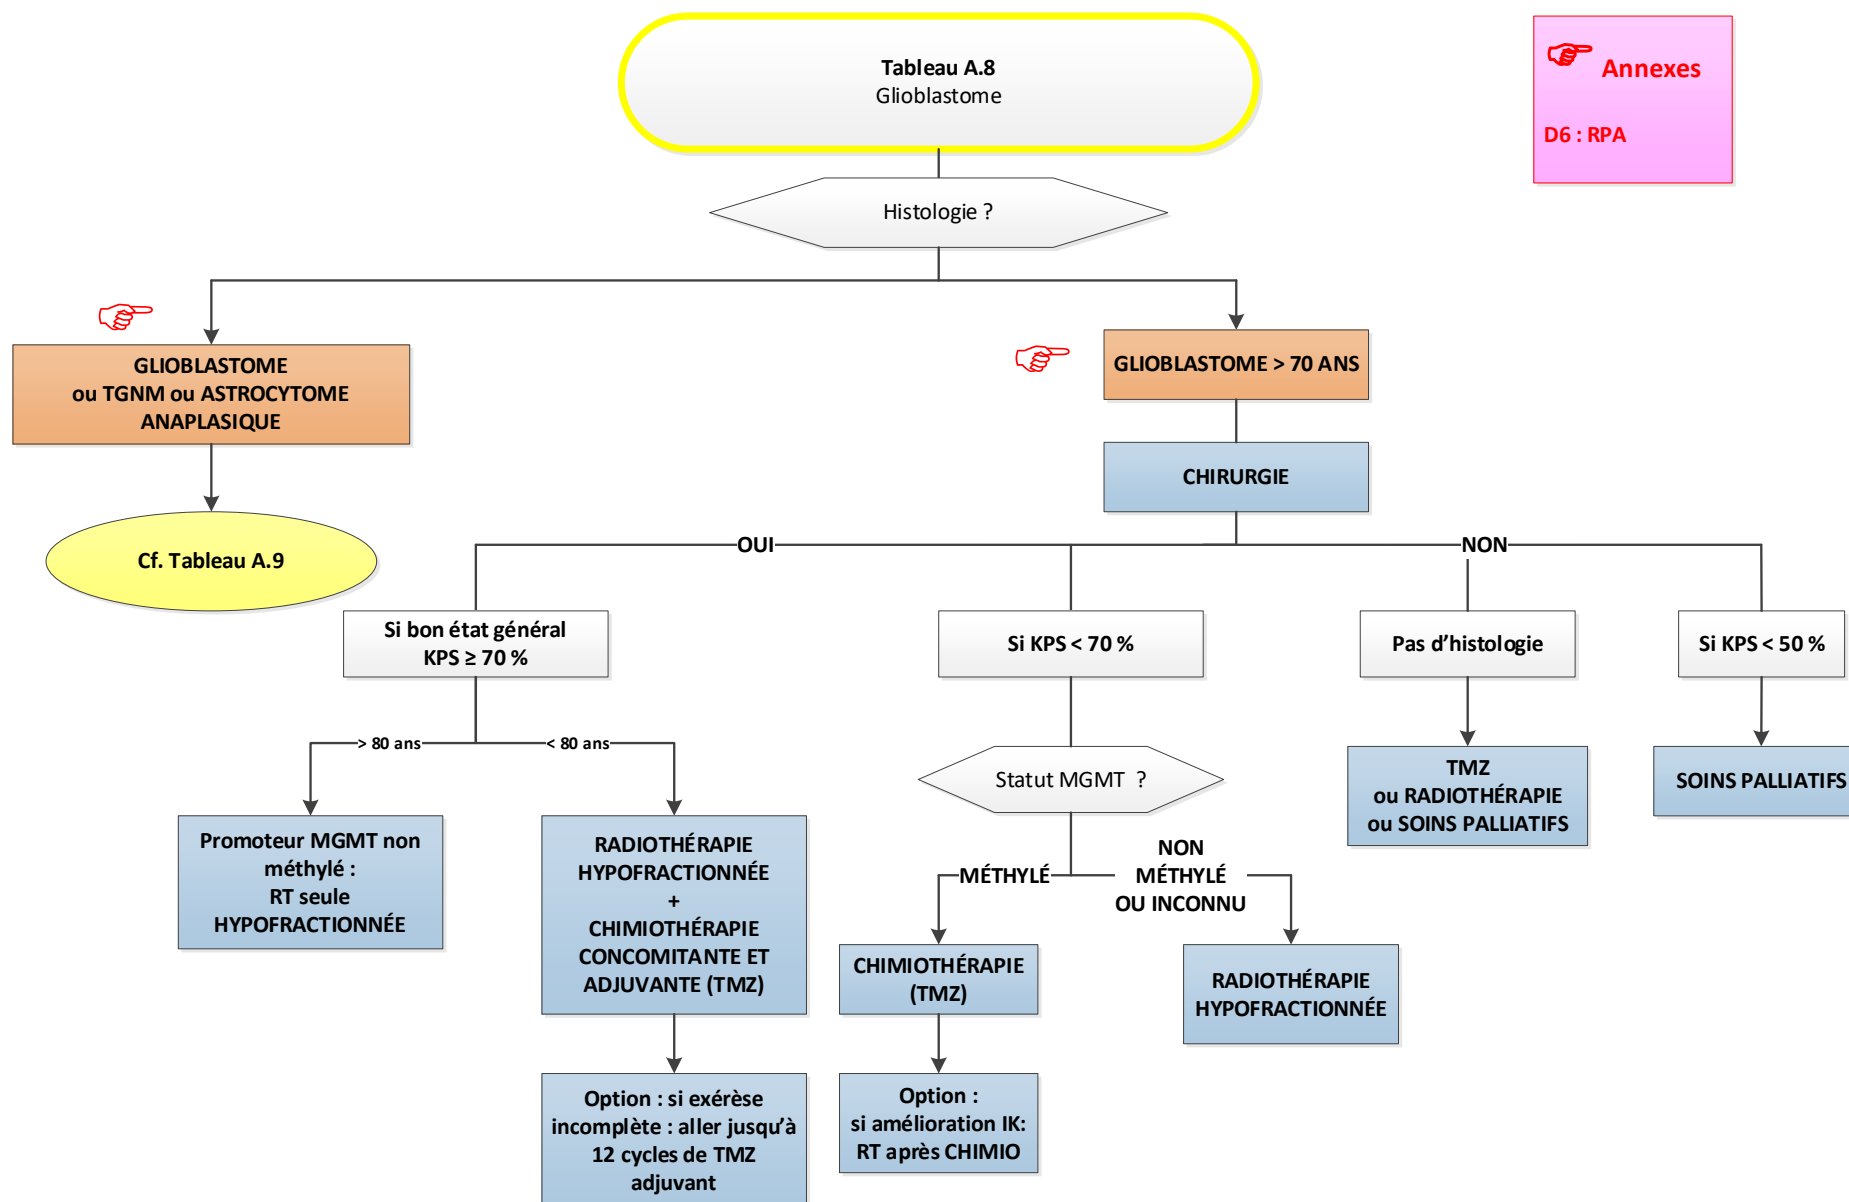 Tableau A.8
Glioblastome
Annexes
D6 : RPA
Histologie ?
GLIOBLASTOME
ou TGNM ou ASTROCYTOME
ANAPLASIQUE
GLIOBLASTOME > 70 ANS
CHIRURGIE
Cf. Tableau A.9
OUI
NON
Si bon état général
KPS ≥ 70 %
Si KPS < 70 %
Pas d’histologie
Si KPS < 50 %
> 80 ans
< 80 ans
Statut MGMT ?
TMZ
ou RADIOTHÉRAPIE
ou SOINS PALLIATIFS
SOINS PALLIATIFS
Promoteur MGMT non
méthylé :
RT seule
HYPOFRACTIONNÉE
RADIOTHÉRAPIE
HYPOFRACTIONNÉE
+
CHIMIOTHÉRAPIE
CONCOMITANTE ET
ADJUVANTE (TMZ)
MÉTHYLÉ
NON
MÉTHYLÉ
OU INCONNU
CHIMIOTHÉRAPIE
(TMZ)
RADIOTHÉRAPIE
HYPOFRACTIONNÉE
Option : si exérèse
incomplète : aller jusqu’à
12 cycles de TMZ
adjuvant
Option :
si amélioration IK:
RT après CHIMIO